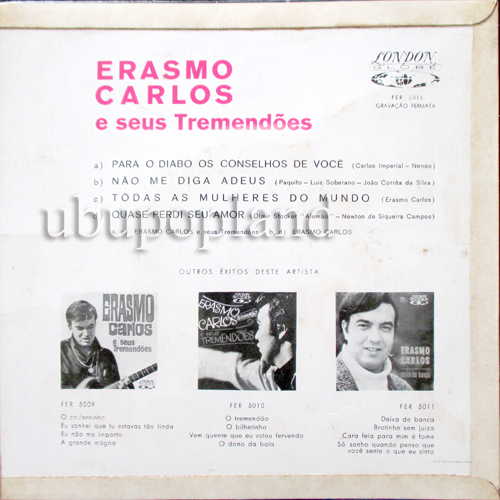 LONDON
GLOBE
FER 5016
GRAVAÇÃO FERMATA
ERASMO
CARLOS
e seus Tremendões
a) PARA O DIABO OS CONSELHOS DE VOCÊ (Carlos Imperial – Nenéo)
b) NÃO ME DIGA ADEUS (Paquito – Luiz Soberano – João Corrêa da Silva)
c) TÔDAS AS MULHERES DO MUNDO (Erasmo Carlos)
d) QUASE PERDI SEU AMOR (Olmir Stocker "Alemão" – Newton de Siqueira Campos)
a, c) ERASMO CARLOS e seus Tremendões – b, d) ERASMO CARLOS
ubupopland
OUTROS ÊXITOS DESTE ARTISTA
ERASMO
CARLOS
e seus
Tremendões
ERASMO
CARLOS
E SEUS
TREMENDÕES
ERASMO
CARLOS
FER 5009
O caderninho
Eu sonhei que tu estavas tão linda
Eu não me importo
A grande mágoa
FER 5010
O tremendão
O bilhetinho
Vem quente que eu estou fervendo
O dono da bola
FER 5011
Deixa de banca
Brotinho sem juizo
Cara feia para mim é fome
Só sonho quando penso que
você sente o que eu sinto